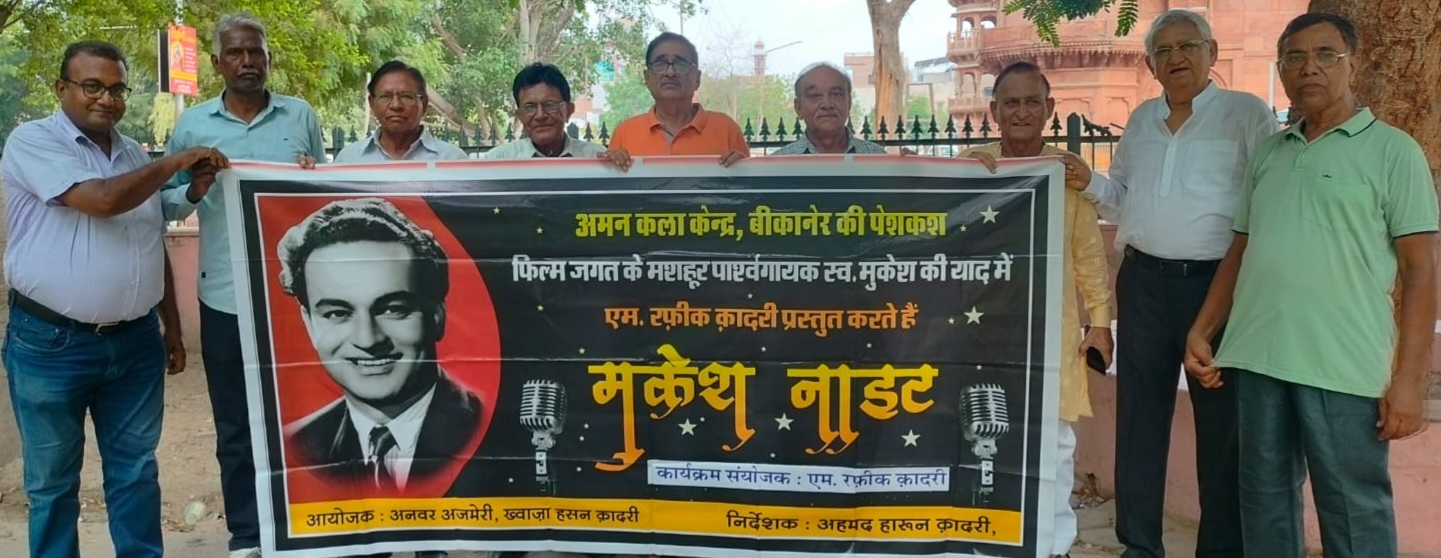 अमन कला केन्द्र, बीकानेर की पेशकश
फिल्म जगत के मशहूर पार्श्वगायक स्व. मुकेश की याद में
एम. रफ़ीक क़ादरी प्रस्तुत करते हैं
मुकेश नाइट
कार्यक्रम संयोजक : एम. रफ़ीक क़ादरी
आयोजक : अनवर अजमेरी, ख्वाज़ा हसन क़ादरी
निर्देशक : अहमद हारून क़ादरी,